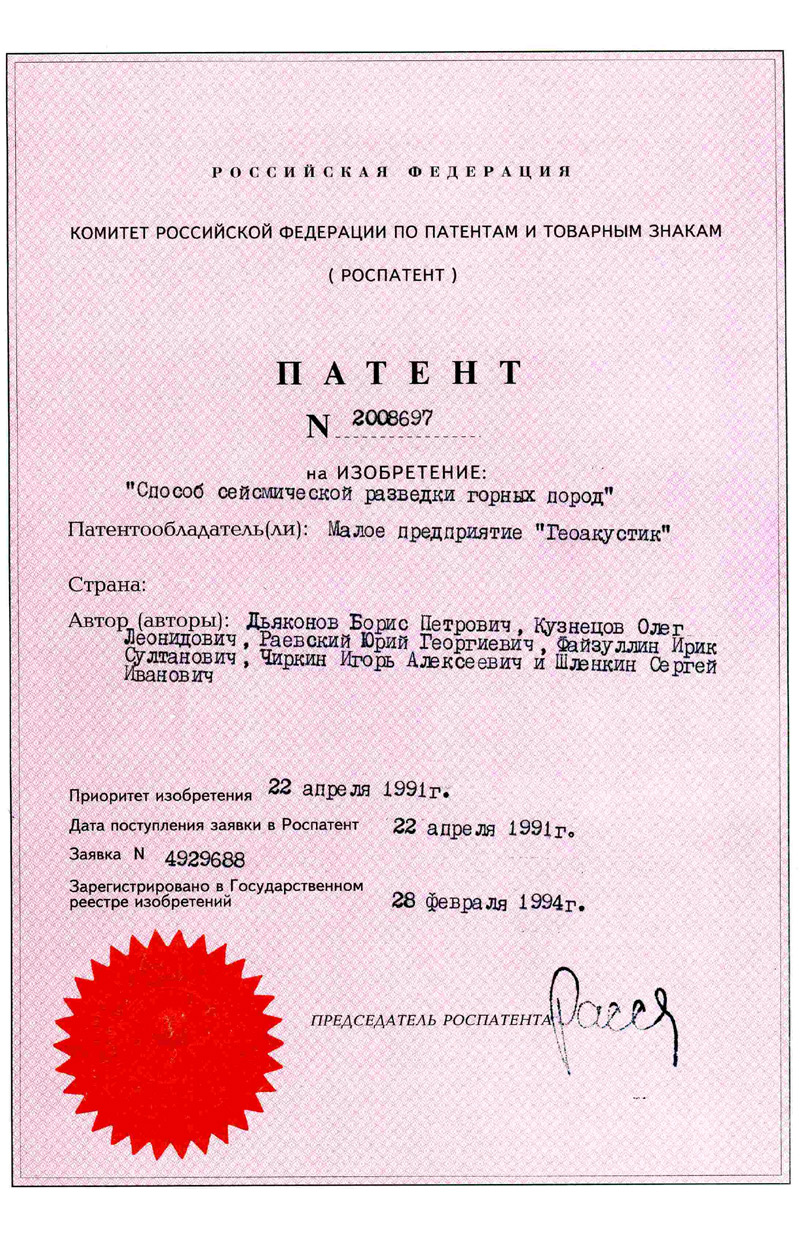 РОССИЙСКАЯ ФЕДЕРАЦИЯ
КОМИТЕТ РОССИЙСКОЙ ФЕДЕРАЦИИ ПО ПАТЕНТАМ И ТОВАРНЫМ ЗНАКАМ
( РОСПАТЕНТ )
ПАТЕНТ
N 2008697
на ИЗОБРЕТЕНИЕ:
"Способ сейсмической разведки горных пород"
Патентообладатель(ли): Малое предприятие "Геоакустик"
Страна:
Автор (авторы): Дьяконов Борис Петрович, Кузнецов Олег
Леонидович, Раевский Юрий Георгиевич, Файзуллин Ирик
Султанович, Чиркин Игорь Алексеевич и Шленкин Сергей
Иванович
Приоритет изобретения 22 апреля 1991г.
Дата поступления заявки в Роспатент 22 апреля 1991г.
Заявка N 4929688
Зарегистрировано в Государственном
реестре изобретений 28 февраля 1994г.
ПРЕДСЕДАТЕЛЬ РОСПАТЕНТА